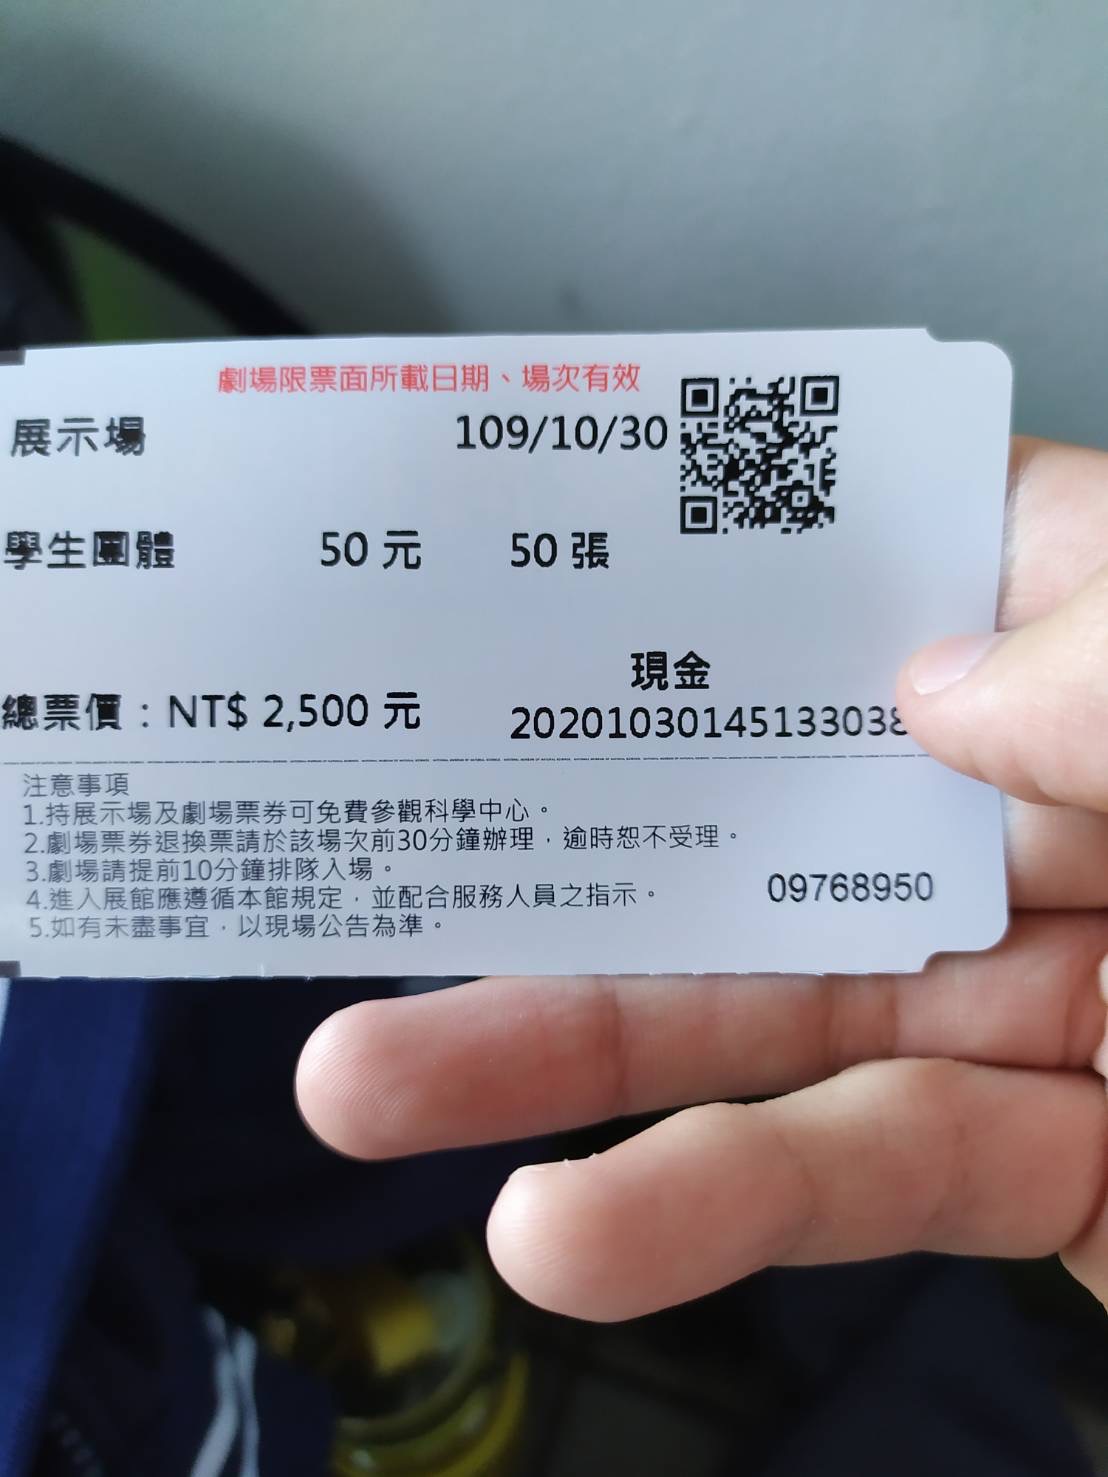 劇場限票面所載日期、場次有效
展示場 109/10/30
學生團體 50 元 50 張
現金
總票價：NT$ 2,500 元 2020103014513303
注意事項
1.持展示場及劇場票券可免費參觀科學中心。
2.劇場票券退換票請於該場次前30分鐘辦理，逾時恕不受理。
3.劇場請提前10分鐘排隊入場。
4.進入展館應遵循本館規定，並配合服務人員之指示。
09768950
5.如有未盡事宜，以現場公告為準。